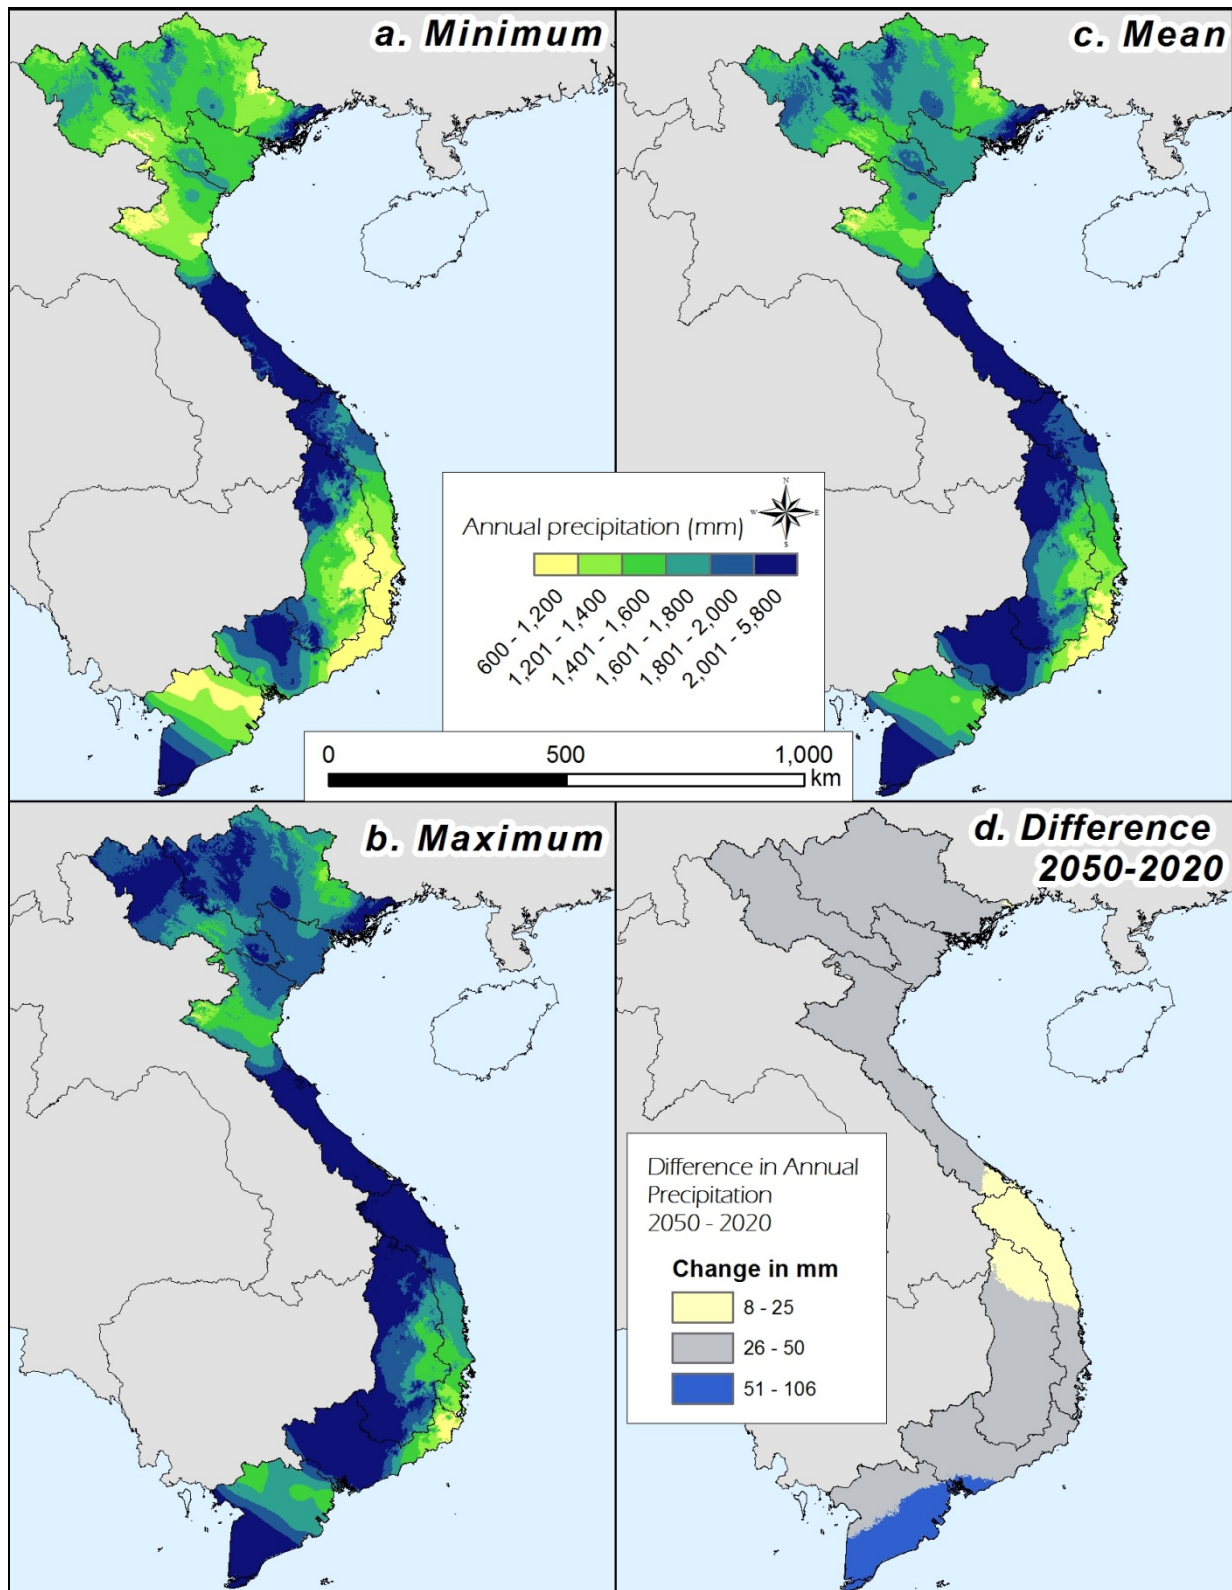 a. Minimum
c. Mean
Annual precipitation (mm)
N
W
E
S
600 - 1,200
1,201 - 1,400
1,401 - 1,600
1,601 - 1,800
1,801 - 2,000
2,001 - 5,800
0
500
1,000
km
b. Maximum
d. Difference
2050-2020
Difference in Annual
Precipitation
2050 - 2020
Change in mm
8 - 25
26 - 50
51 - 106